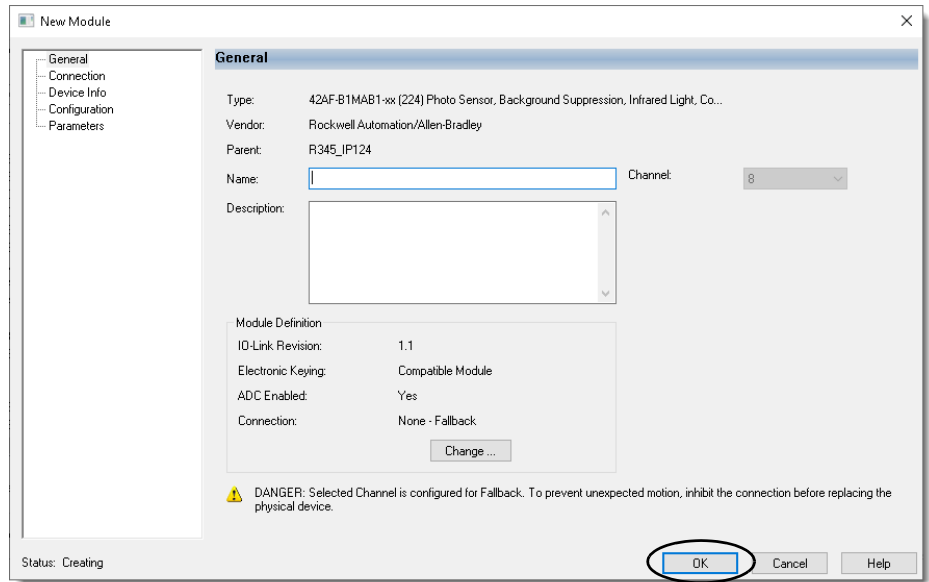 New Module
General
Connection
Device Info
Configuration
Parameters
General
Type: 42AF-B1MAB1-xx (224) Photo Sensor, Background Suppression, Infrared Light, Co...
Vendor: Rockwell Automation/Allen-Bradley
Parent: R345_IP124
Name: Channel: 8
Description:
Module Definition
IO-Link Revision: 1.1
Electronic Keying: Compatible Module
ADC Enabled: Yes
Connection: None - Fallback
Change ...
DANGER: Selected Channel is configured for Fallback. To prevent unexpected motion, inhibit the connection before replacing the
physical device.
Status: Creating OK Cancel Help